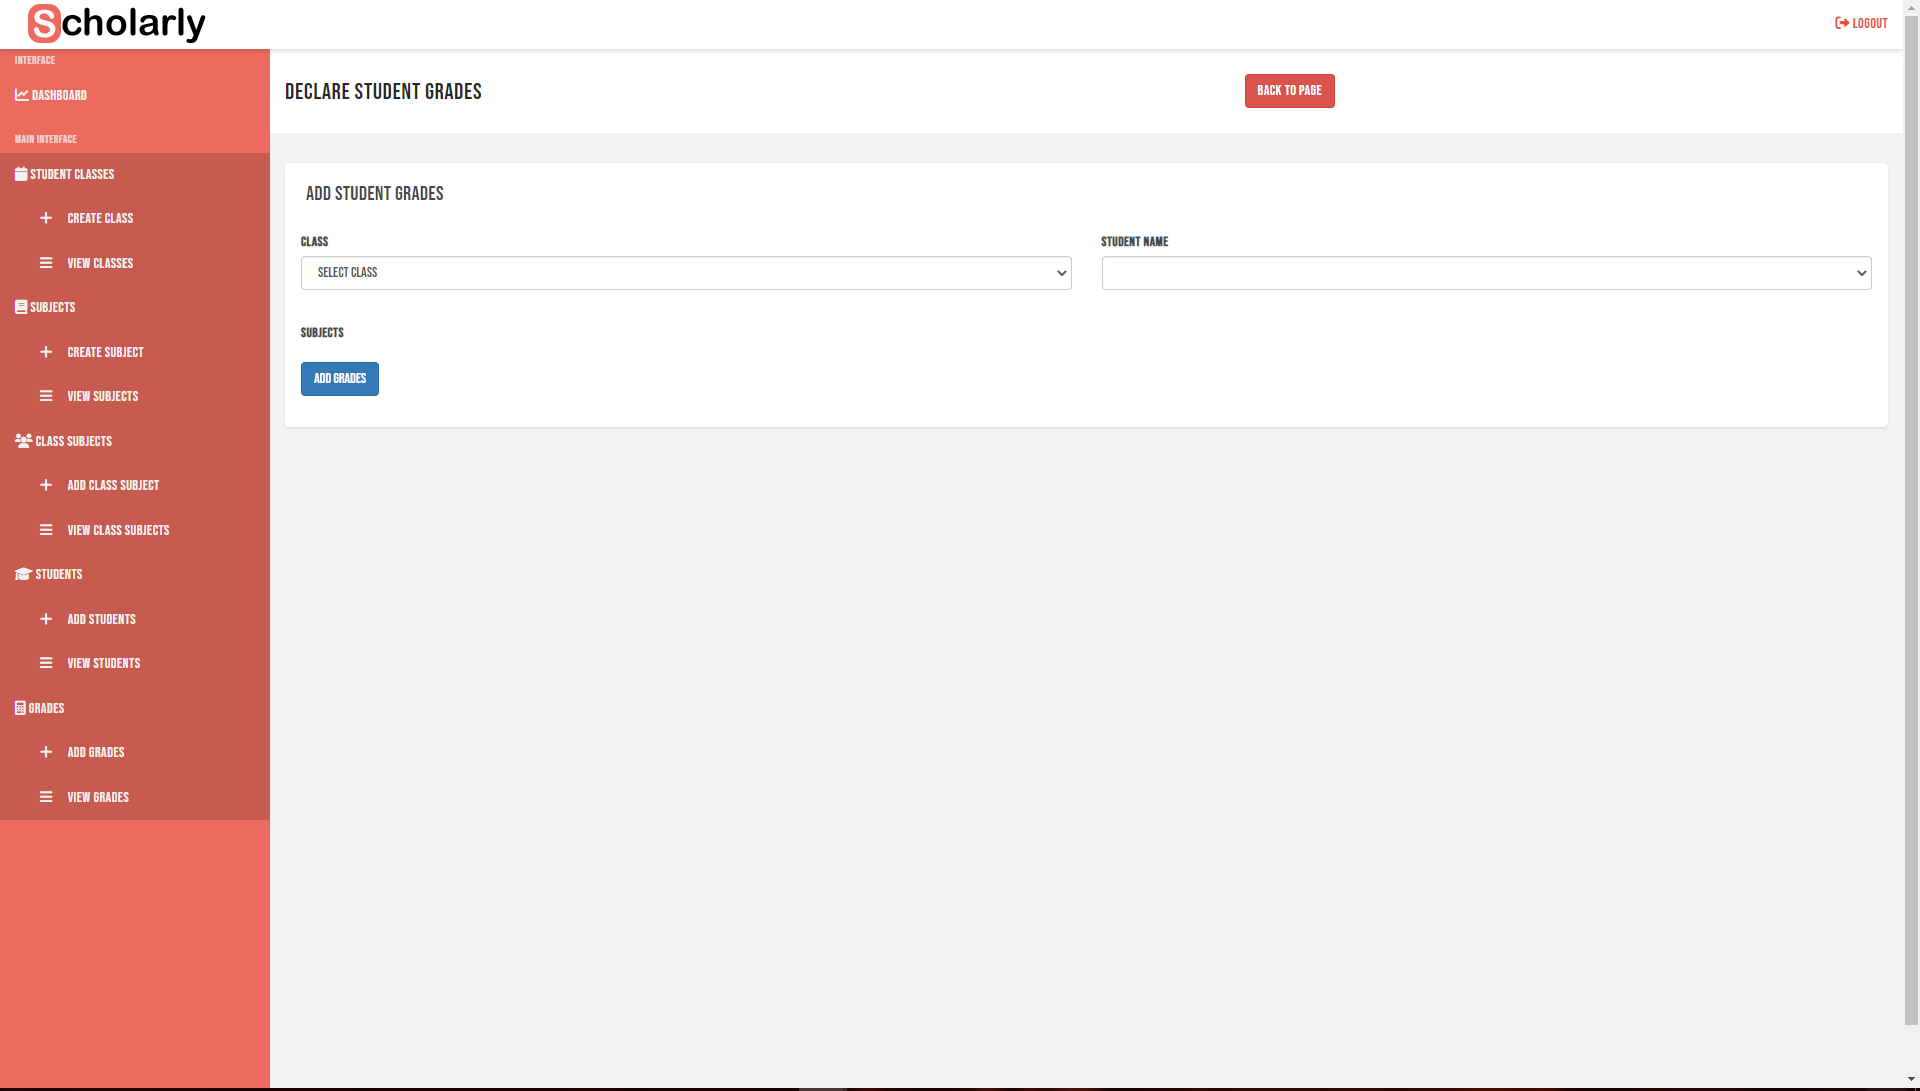 Scholarly
LOGOUT
INTERFACE
DASHBOARD
MAIN INTERFACE
STUDENT CLASSES
CREATE CLASS
VIEW CLASSES
SUBJECTS
CREATE SUBJECT
VIEW SUBJECTS
CLASS SUBJECTS
ADD CLASS SUBJECT
VIEW CLASS SUBJECTS
STUDENTS
ADD STUDENTS
VIEW STUDENTS
GRADES
ADD GRADES
VIEW GRADES
DECLARE STUDENT GRADES
BACK TO PAGE
ADD STUDENT GRADES
CLASS
SELECT CLASS
STUDENT NAME
SUBJECTS
ADD GRADES